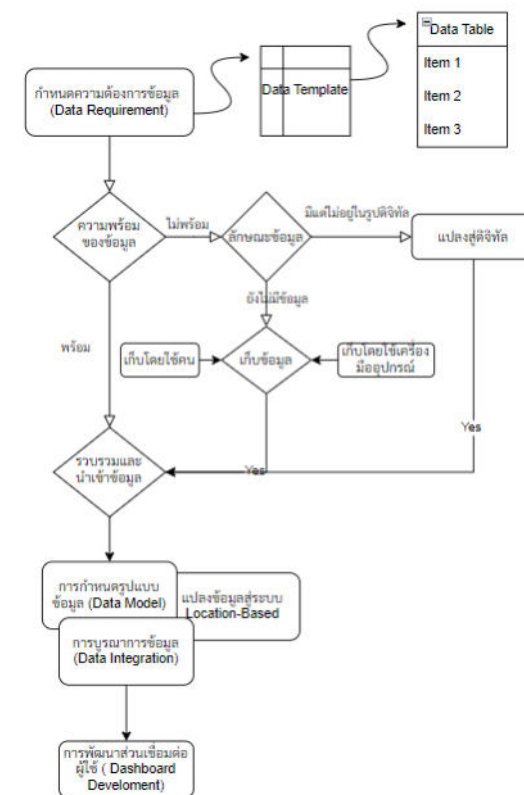 Data Table
Item 1
Item 2
Item 3
Data Template
กำหนดความต้องการข้อมูล
(Data Requirement)
ความพร้อม
ของข้อมูล
ไม่พร้อม
ลักษณะข้อมูล
มีแต่ไม่อยู่ในรูปดิจิทัล
แปลงสู่ดิจิทัล
ยังไม่มีข้อมูล
พร้อม
เก็บโดยใช้คน
เก็บข้อมูล
เก็บโดยใช้เครื่อง
มืออุปกรณ์
Yes
Yes
รวบรวมและ
นำเข้าข้อมูล
การกำหนดรูปแบบ
ข้อมูล (Data Model)
แปลงข้อมูลสู่ระบบ
Location-Based
การบูรณาการข้อมูล
(Data Integration)
การพัฒนาส่วนเชื่อมต่อ
ผู้ใช้ ( Dashboard
Develoment)